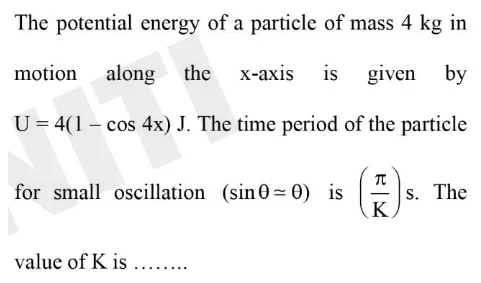 The potential energy of a particle of mass 4 kg in
motion along the x-axis is given by
U = 4(1 – cos 4x) J. The time period of the particle
for small oscillation (sinθ ≃ θ) is (π/K) s. The
value of K is ........